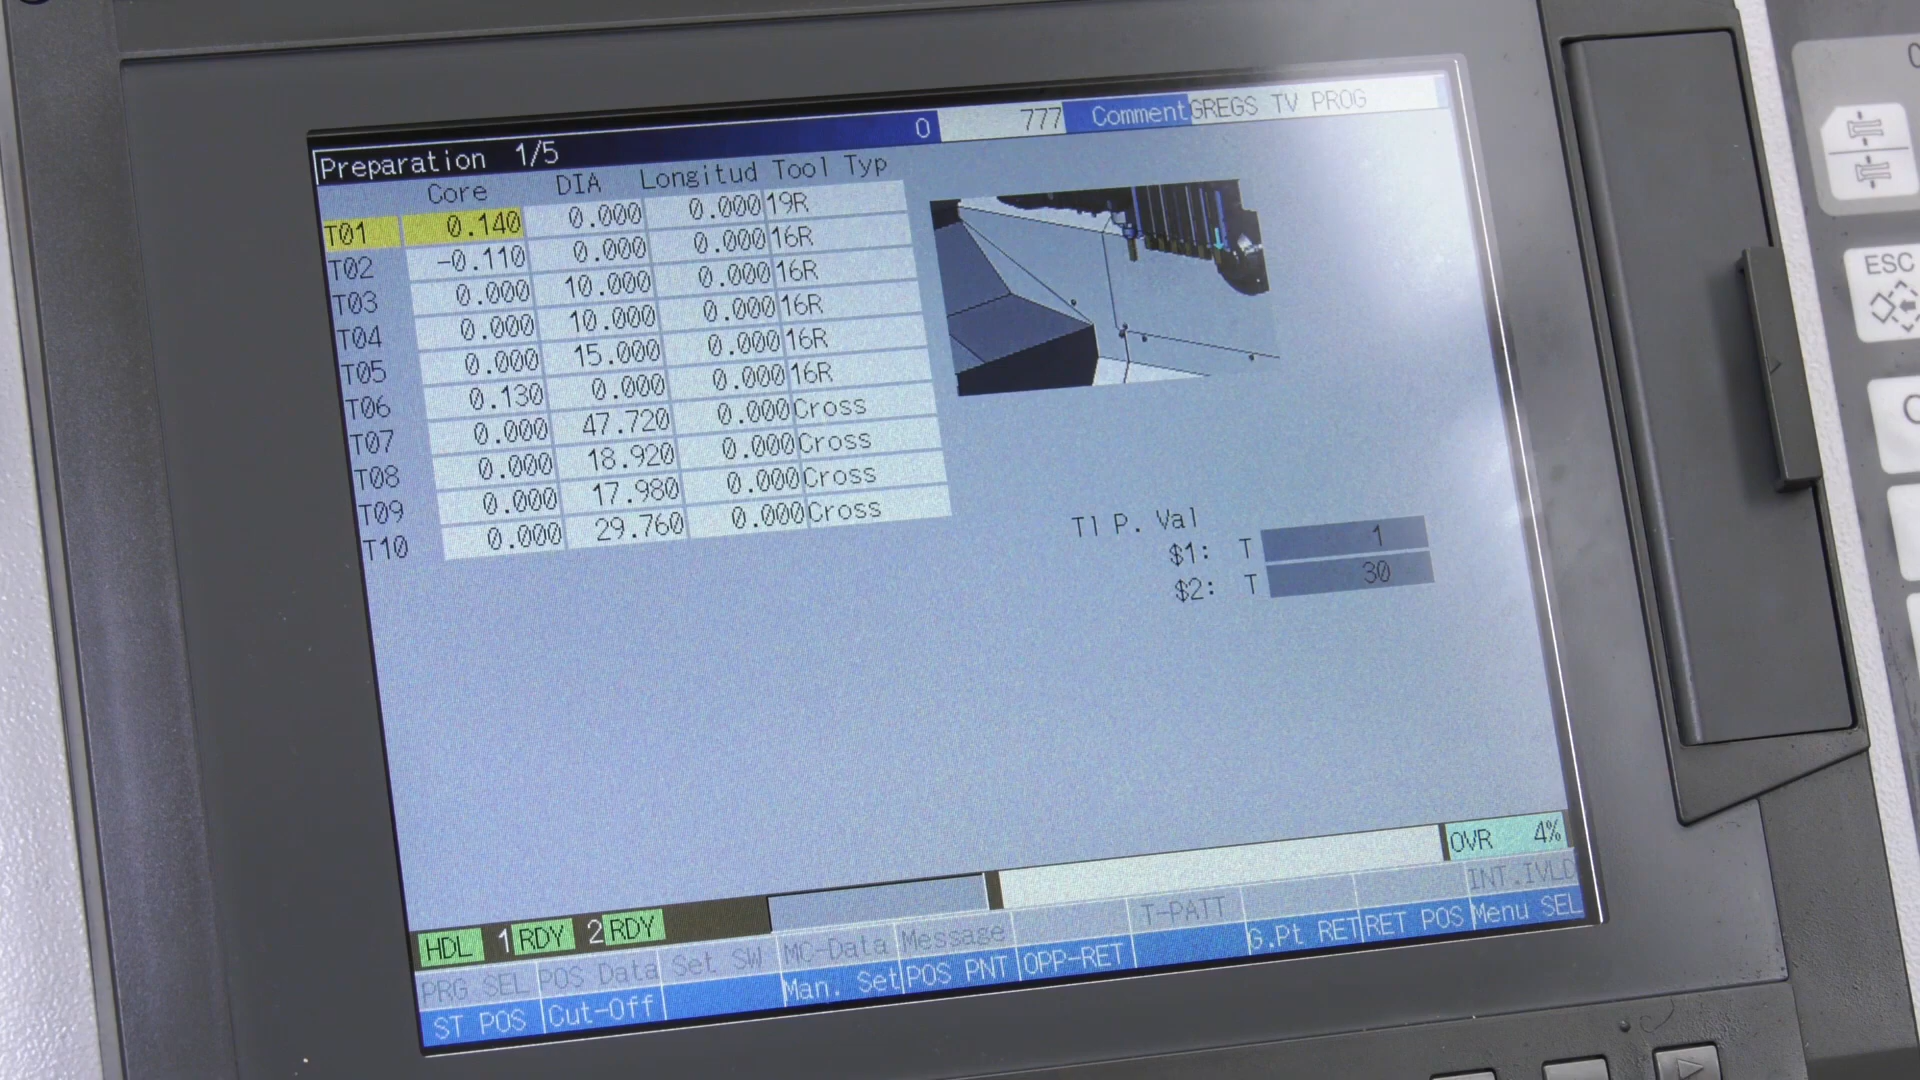 Preparation 1/5 O 777 Comment GREGS TV PROG
Core DIA Longitud Tool Typ
T01 0.140 0.000 0.000 19R
T02 -0.110 0.000 0.000 16R
T03 0.000 10.000 0.000 16R
T04 0.000 10.000 0.000 16R
T05 0.000 15.000 0.000 16R
T06 0.130 0.000 0.000 16R
T07 0.000 47.720 0.000 Cross
T08 0.000 18.920 0.000 Cross
T09 0.000 17.980 0.000 Cross
T10 0.000 29.760 0.000 Cross
Tl P. Val
$1: T 1
$2: T 30
OVR 4%
HDL 1 RDY 2 RDY
PRG SEL POS Data Set SW MC-Data Message T-PATT INT.IVLD
ST POS Cut-Off Man. Set POS PNT OPP-RET G.Pt RET RET POS Menu SEL
ESC